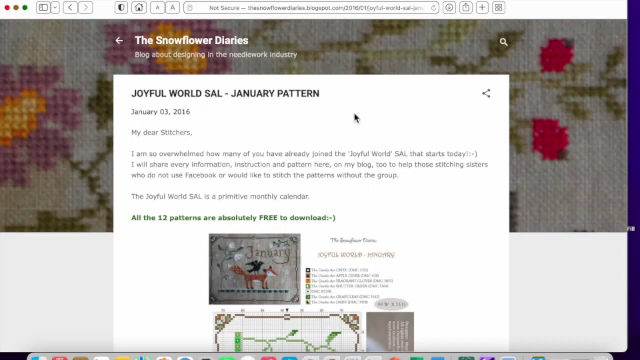 Not Secure — thesnowflowerdiaries.blogspot.com/2016/01/joyful-world-sal-janu
The Snowflower Diaries
Blog about designing in the needlework industry
JOYFUL WORLD SAL - JANUARY PATTERN
January 03, 2016
My dear Stitchers,
I am so overwhelmed how many of you have already joined the 'Joyful World' SAL that starts today!:-)
I will share every information, instruction and pattern here, on my blog, too to help those stitching sisters
who do not use Facebook or would like to stitch the patterns without the group.
The Joyful World SAL is a primitive monthly calendar.
All the 12 patterns are absolutely FREE to download:-)
January
The Snowflower Diaries
JOYFUL WORLD - JANUARY